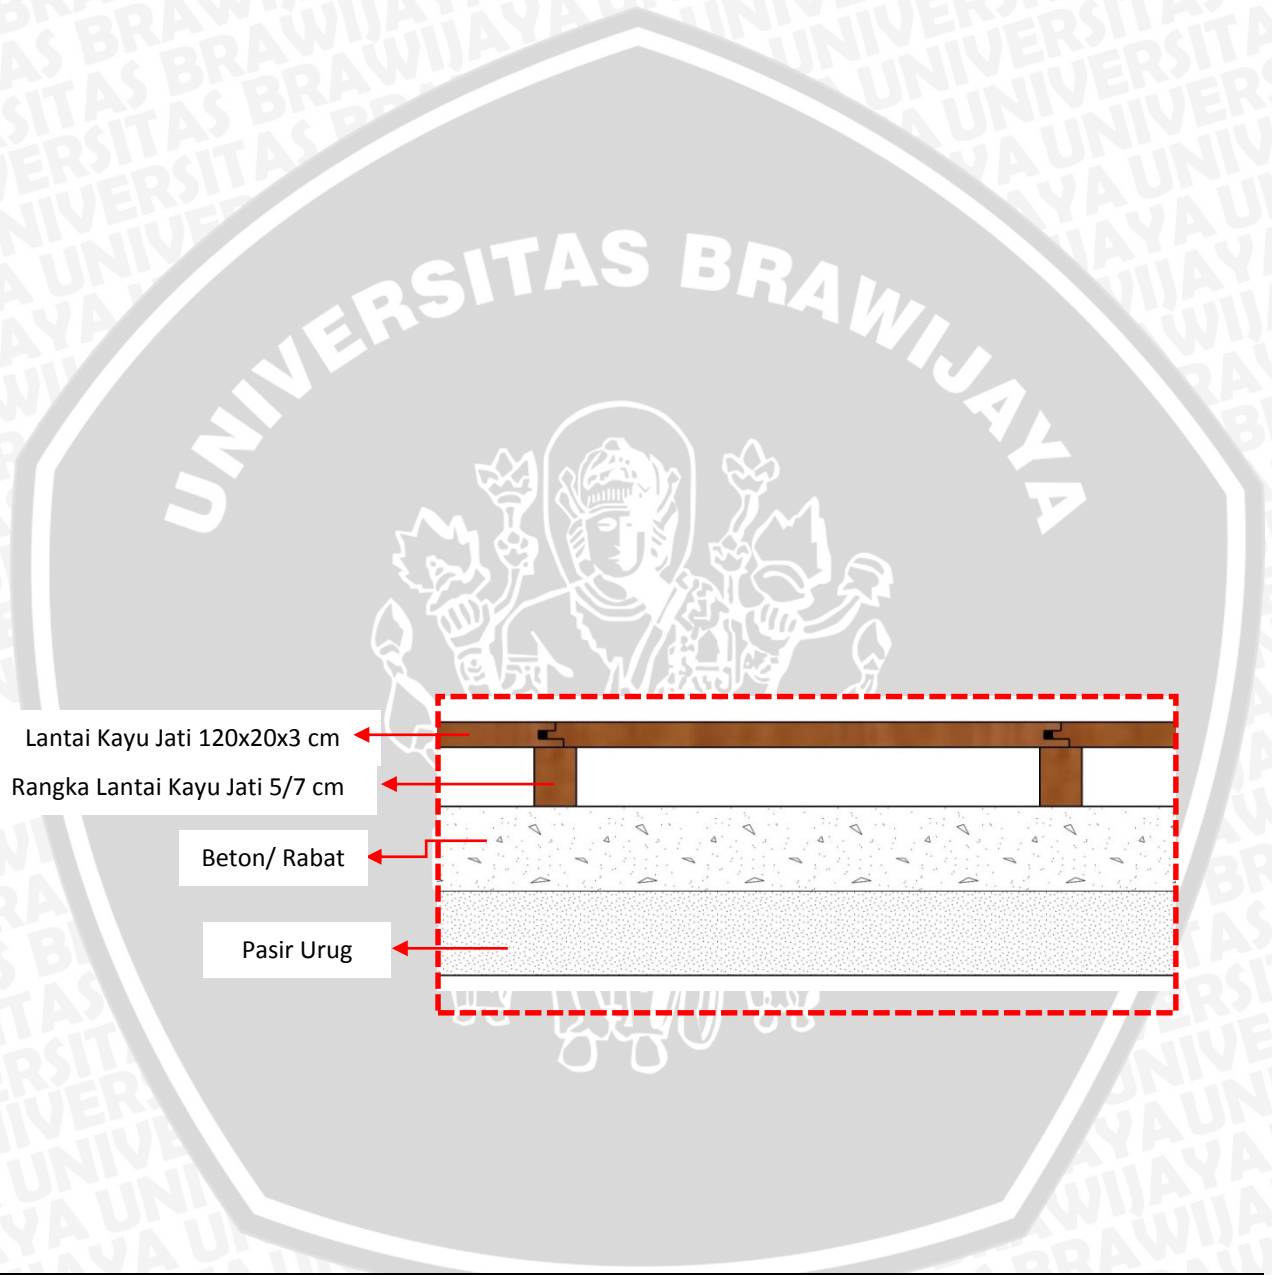 UNIVERSITAS BRAWIJAYA
Lantai Kayu Jati 120x20x3 cm
Rangka Lantai Kayu Jati 5/7 cm
Beton/ Rabat
Pasir Urug